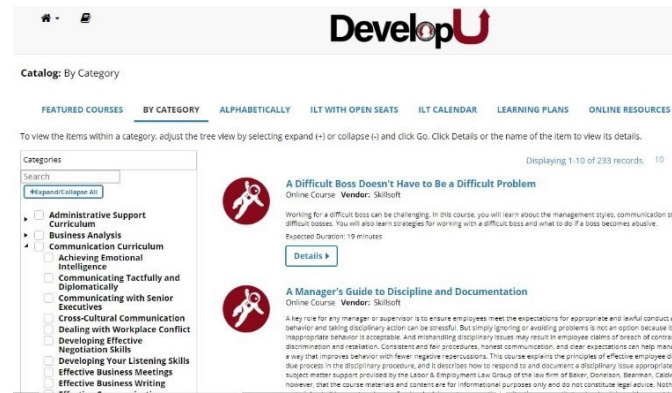 DevelopU
Catalog: By Category
FEATURED COURSES BY CATEGORY ALPHABETICALLY ILT WITH OPEN SEATS ILT CALENDAR LEARNING PLANS ONLINE RESOURCES
To view the items within a category, adjust the tree view by selecting expand (+) or collapse (-) and click Go. Click Details or the name of the item to view its details.
Categories
Search
+Expand/Collapse All
Administrative Support
Curriculum
Business Analysis
Communication Curriculum
Achieving Emotional
Intelligence
Communicating Tactfully and
Diplomatically
Communicating with Senior
Executives
Cross-Cultural Communication
Dealing with Workplace Conflict
Developing Effective
Negotiation Skills
Developing Your Listening Skills
Effective Business Meetings
Effective Business Writing
Displaying 1-10 of 233 records. 10
A Difficult Boss Doesn't Have to Be a Difficult Problem
Online Course Vendor: Skillsoft
Working for a difficult boss can be challenging. In this course, you will learn about the management styles, communication
difficult bosses. You will also learn strategies for working with a difficult boss and what to do if a boss becomes abusive.
Expected Duration: 19 minutes
Details
A Manager's Guide to Discipline and Documentation
Online Course Vendor: Skillsoft
A key role for any manager or supervisor is to ensure employees meet the expectations for appropriate and lawful conduct
behavior and taking disciplinary action can be stressful. But simply ignoring or avoiding problems is not an option because
inappropriate behavior is acceptable. And mishandling disciplinary issues may result in employee claims of breach of
discrimination and retaliation. Consistent and fair procedures, honest communication, and clear expectations can help
a way that improves behavior with fewer negative repercussions. This course explains the principles of effective employee
due process in the disciplinary procedure, and it describes how to respond to and document a disciplinary issue
subject matter support provided by the Labor & Employment Law Group of the law firm of Baker, Donelson, Bearman,
however, that the course materials and content are for informational purposes only and do not constitute legal advice.